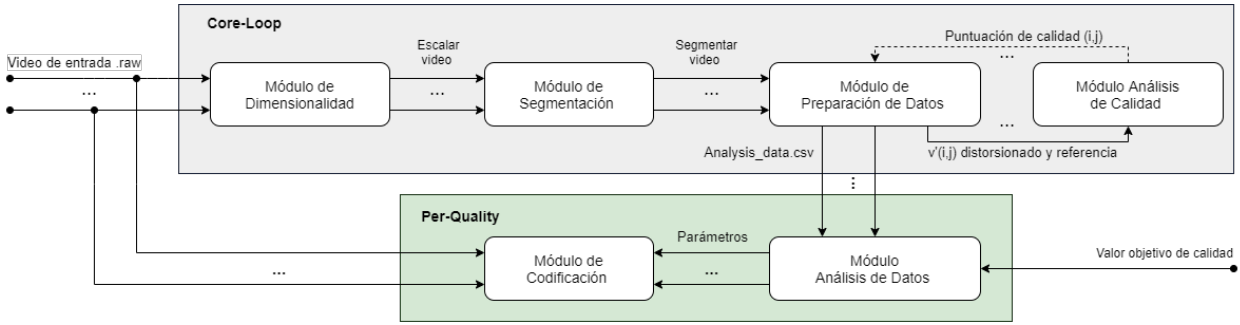 Core-Loop
Video de entrada .raw
...
Módulo de
Dimensionalidad
Escalar
video
...
Módulo de
Segmentación
Segmentar
video
...
Módulo de
Preparación de Datos
Puntuación de calidad (i,j)
...
...
Módulo Análisis
de Calidad
v'(i,j) distorsionado y referencia
Analysis_data.csv
...
Per-Quality
...
Módulo de
Codificación
Parámetros
...
Módulo
Análisis de Datos
Valor objetivo de calidad